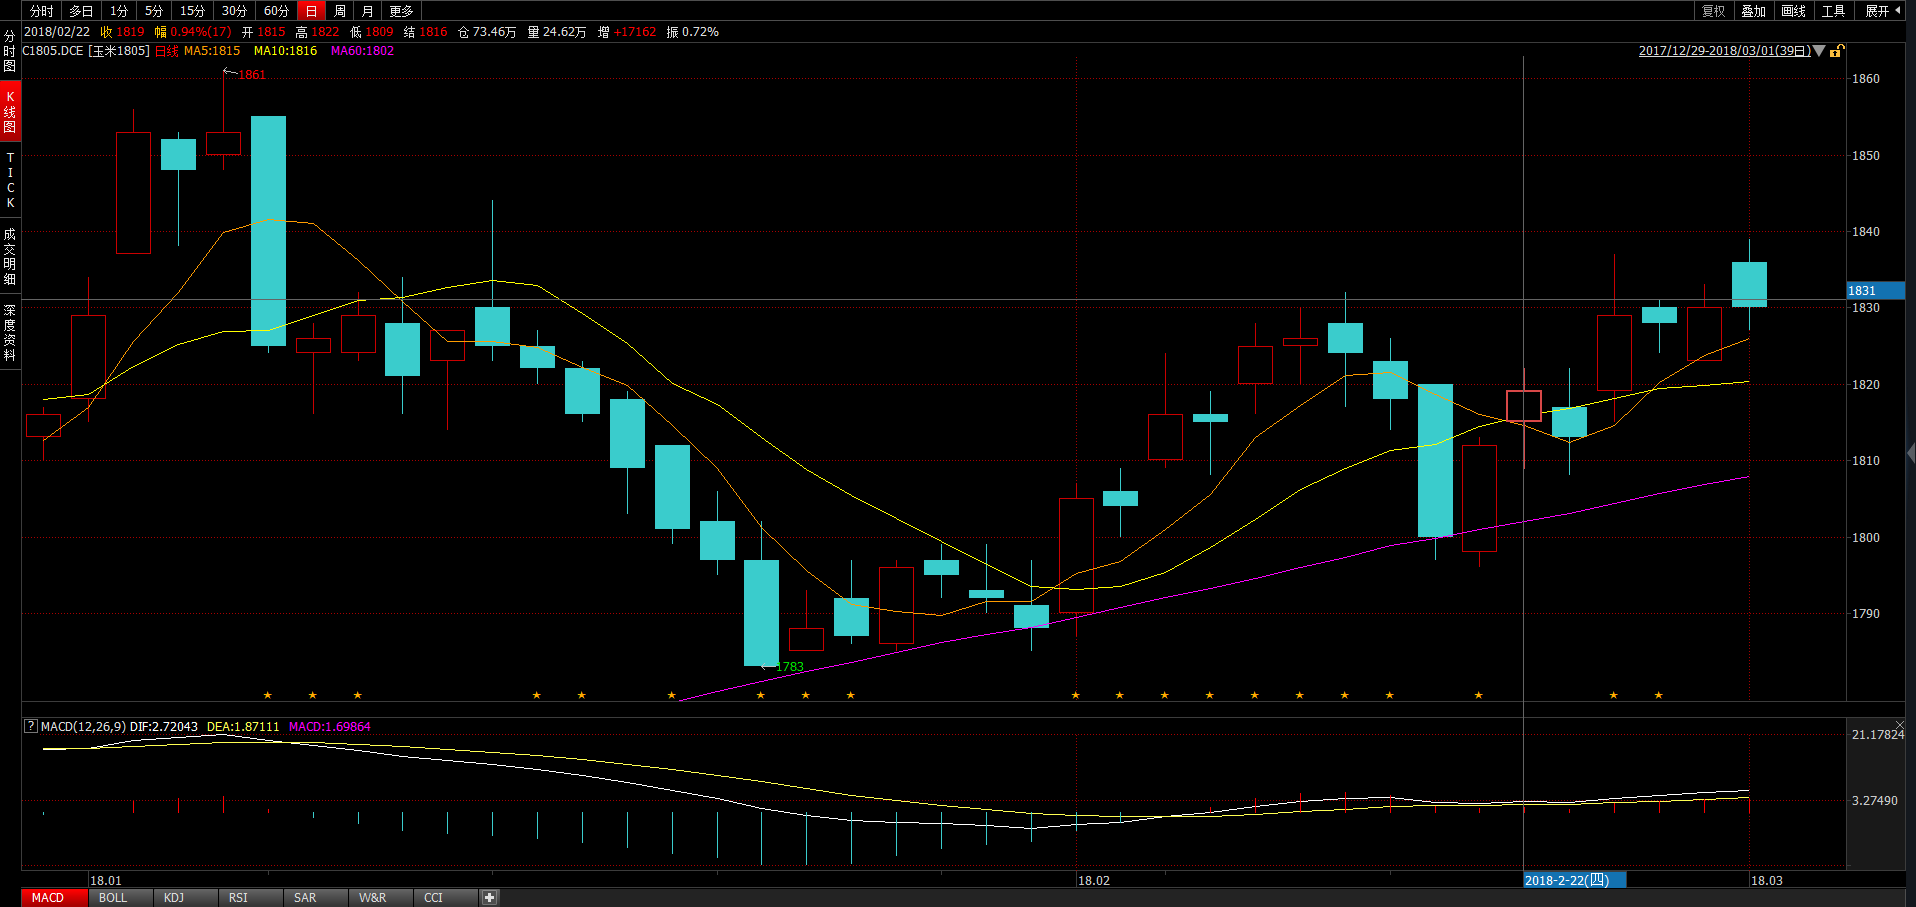 分时 多日 1分 5分 15分 30分 60分 日 周 月 更多 复权 叠加 画线 工具 展开
2018/02/22 收 1819 幅 0.94%(17) 开 1815 高 1822 低 1809 结 1816 仓 73.46万 量 24.62万 增 +17162 振 0.72%
C1805.DCE [玉米1805] 日线 MA5:1815 MA10:1816 MA60:1802 2017/12/29-2018/03/01(39日)
分时图
K线图
TICK
成交明细
深度资料
1861
1783
1860
1850
1840
1831
1830
1820
1810
1800
1790
? MACD(12,26,9) DIF:2.72043 DEA:1.87111 MACD:1.69864
21.17824
3.27490
18.01 18.02 2018-2-22(四) 18.03
MACD BOLL KDJ RSI SAR W&R CCI